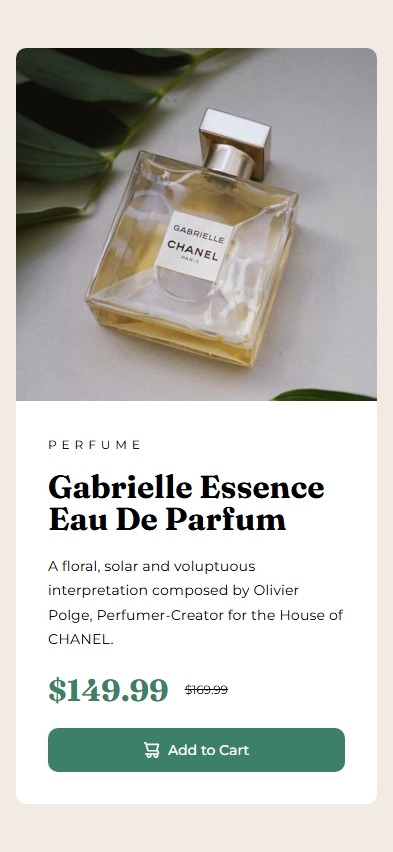 GABRIELLE
CHANEL
PARIS
PERFUME
Gabrielle Essence
Eau De Parfum
A floral, solar and voluptuous
interpretation composed by Olivier
Polge, Perfumer-Creator for the House of
CHANEL.
$149.99 $169.99
Add to Cart